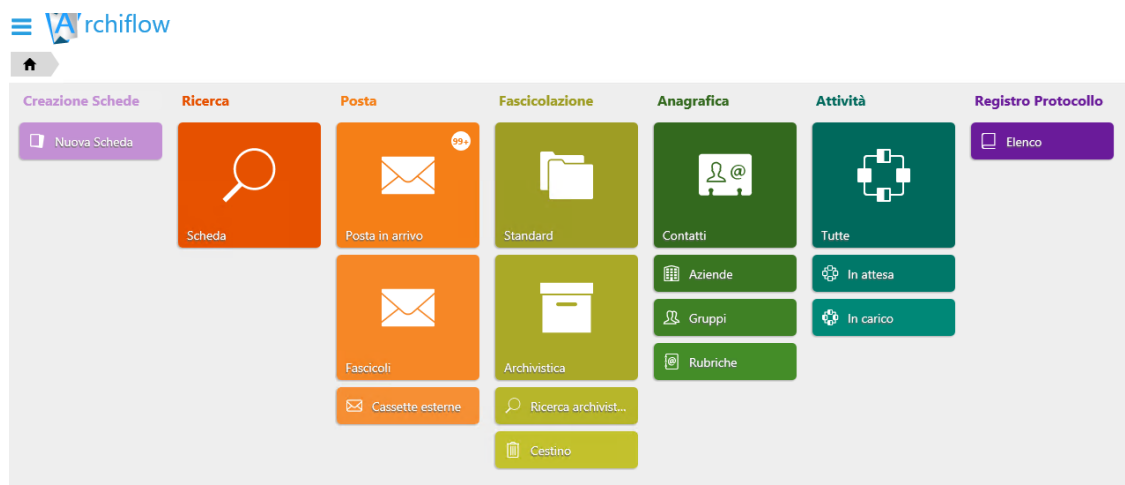 Archiflow
Creazione Schede
Nuova Scheda
Ricerca
Scheda
Posta
99+
Posta in arrivo
Fascicoli
Cassette esterne
Fascicolazione
Standard
Archivistica
Ricerca archivist...
Cestino
Anagrafica
@
Contatti
Aziende
Gruppi
@
Rubriche
Attività
Tutte
In attesa
In carico
Registro Protocollo
Elenco